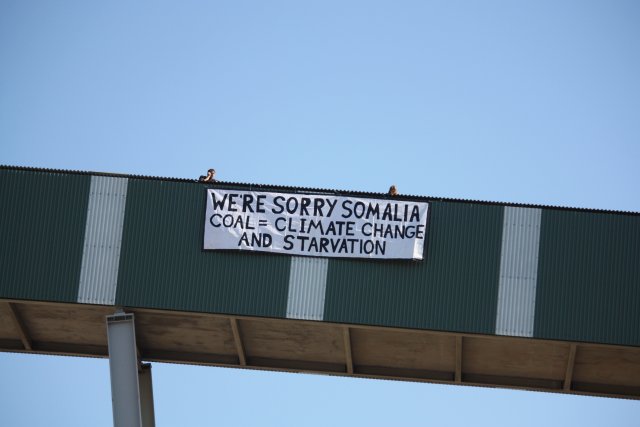 WE'RE SORRY SOMALIA
COAL = CLIMATE CHANGE
AND STARVATION